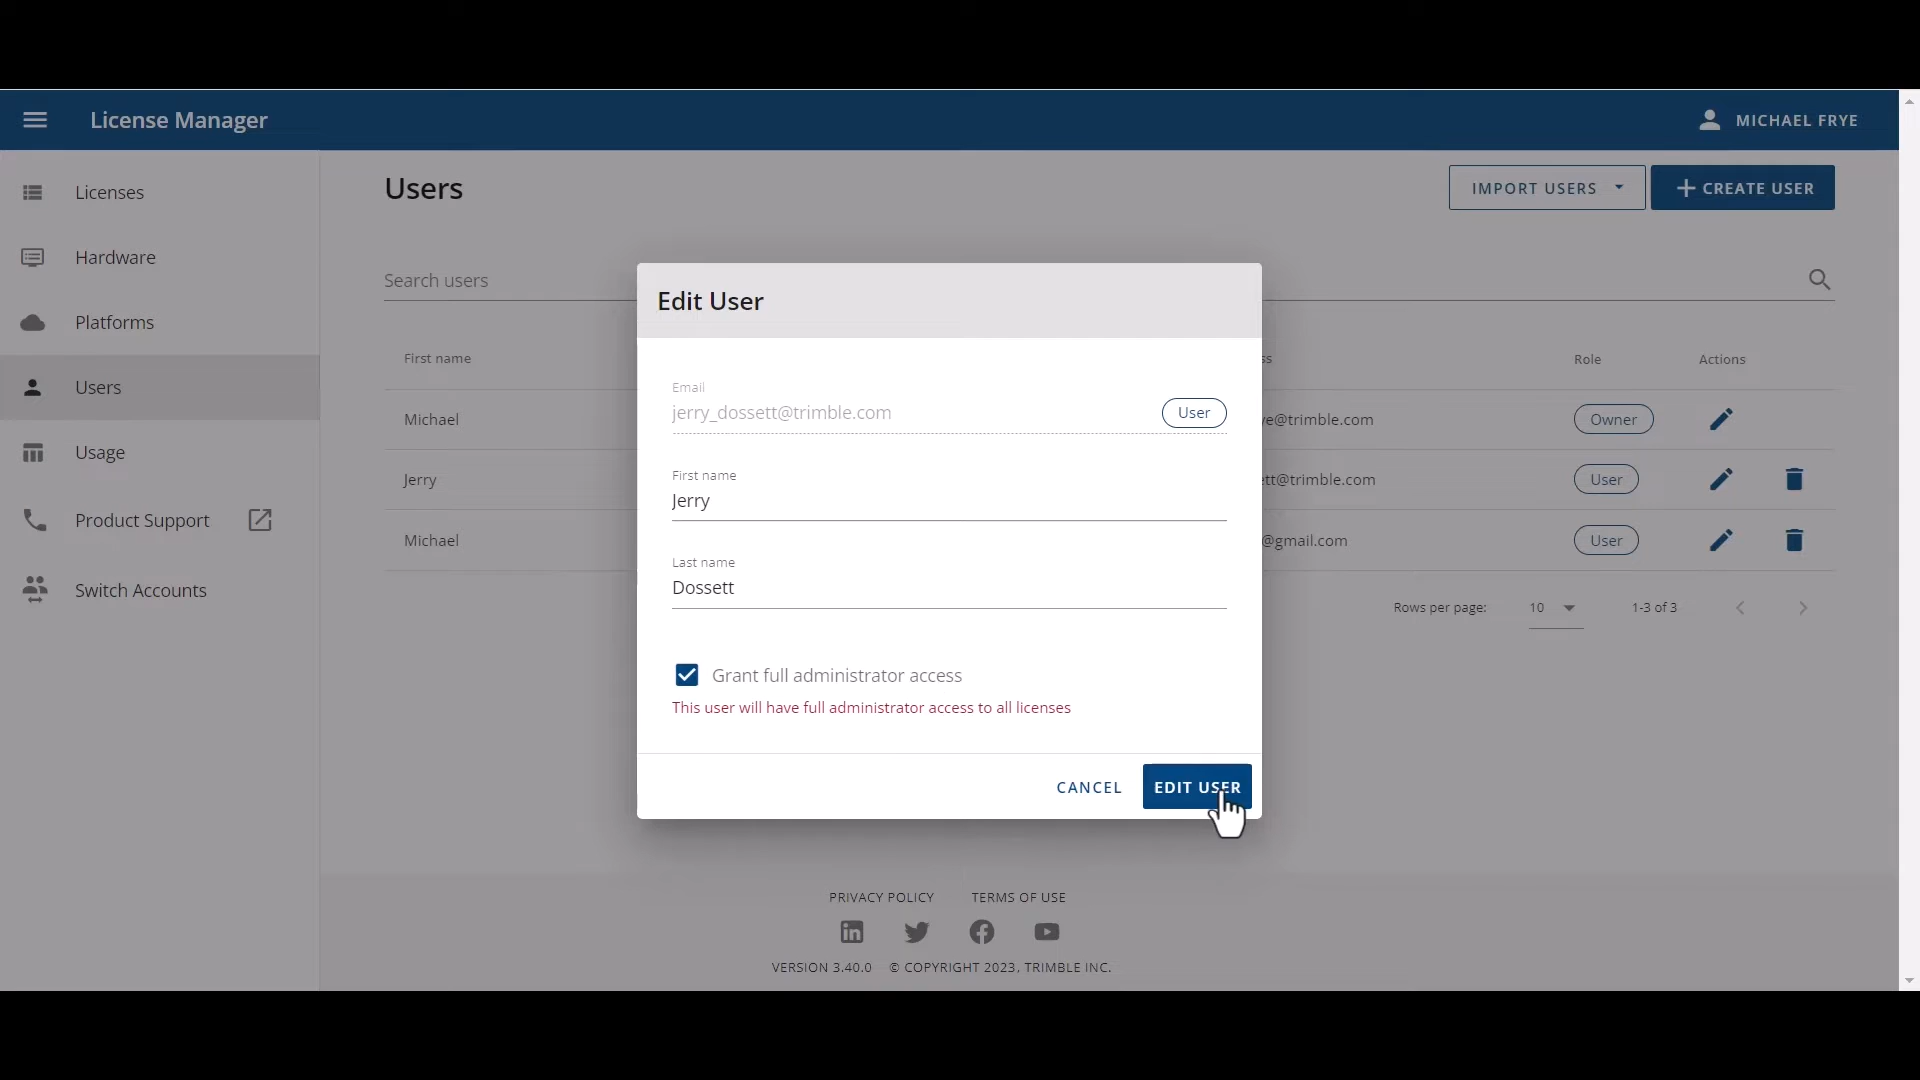 License Manager
MICHAEL FRYE
Licenses
Hardware
Platforms
Users
Usage
Product Support
Switch Accounts
Users
IMPORT USERS
CREATE USER
Search users
First name
Role
Actions
Michael
ye@trimble.com
Owner
Jerry
ett@trimble.com
User
Michael
@gmail.com
User
Rows per page:
10
1-3 of 3
Edit User
Email
jerry_dossett@trimble.com
User
First name
Jerry
Last name
Dossett
Grant full administrator access
This user will have full administrator access to all licenses
CANCEL
EDIT USER
PRIVACY POLICY
TERMS OF USE
VERSION 3.40.0 © COPYRIGHT 2023, TRIMBLE INC.